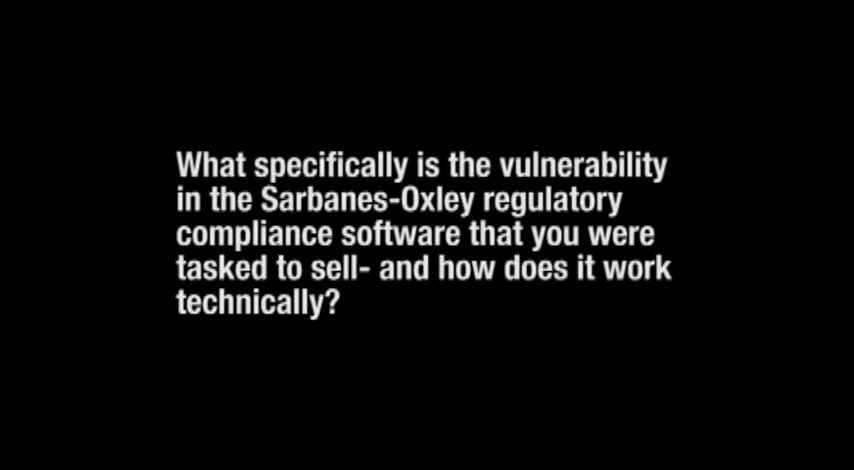 What specifically is the vulnerability
in the Sarbanes-Oxley regulatory
compliance software that you were
tasked to sell- and how does it work
technically?